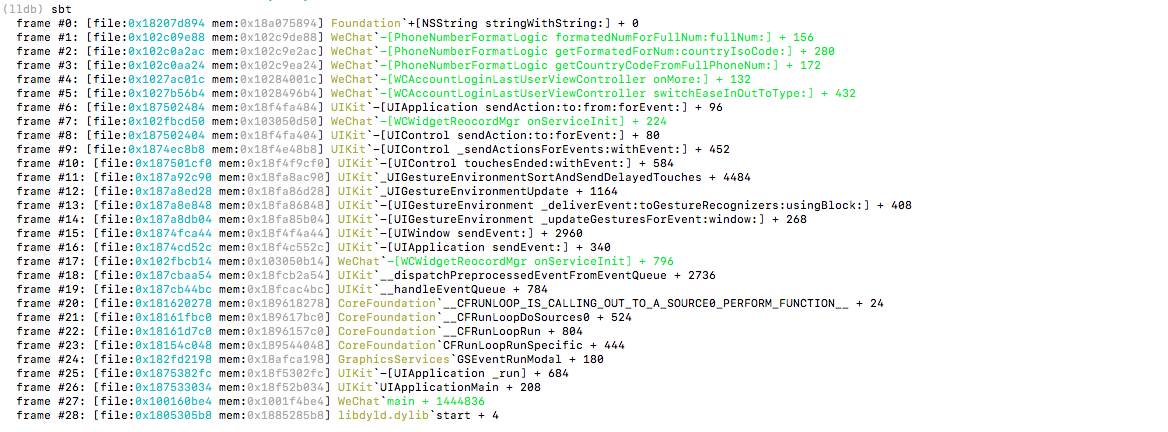 (lldb) sbt
frame #0: [file:0x18207d894 mem:0x18a075894] Foundation`+[NSString stringWithString:] + 0
frame #1: [file:0x102c09e88 mem:0x102c9de88] WeChat`-[PhoneNumberFormatLogic formatedNumForFullNum:fullNum:] + 156
frame #2: [file:0x102c0a2ac mem:0x102c9e2ac] WeChat`-[PhoneNumberFormatLogic getFormatedForNum:countryIsoCode:] + 280
frame #3: [file:0x102c0aa24 mem:0x102c9ea24] WeChat`-[PhoneNumberFormatLogic getCountryCodeFromFullPhoneNum:] + 172
frame #4: [file:0x1027ac01c mem:0x10284001c] WeChat`-[WCAccountLoginLastUserViewController onMore:] + 132
frame #5: [file:0x1027b56b4 mem:0x1028496b4] WeChat`-[WCAccountLoginLastUserViewController switchEaseInOutToType:] + 432
frame #6: [file:0x187502484 mem:0x18f4fa484] UIKit`-[UIApplication sendAction:to:from:forEvent:] + 96
frame #7: [file:0x102fbcd50 mem:0x103050d50] WeChat`-[WCWidgetReocordMgr onServiceInit] + 224
frame #8: [file:0x187502404 mem:0x18f4fa404] UIKit`-[UIControl sendAction:to:forEvent:] + 80
frame #9: [file:0x1874ec8b8 mem:0x18f4e48b8] UIKit`-[UIControl _sendActionsForEvents:withEvent:] + 452
frame #10: [file:0x187501cf0 mem:0x18f4f9cf0] UIKit`-[UIControl touchesEnded:withEvent:] + 584
frame #11: [file:0x187a92c90 mem:0x18fa8ac90] UIKit`_UIGestureEnvironmentSortAndSendDelayedTouches + 4484
frame #12: [file:0x187a8ed28 mem:0x18fa86d28] UIKit`_UIGestureEnvironmentUpdate + 1164
frame #13: [file:0x187a8e848 mem:0x18fa86848] UIKit`-[UIGestureEnvironment _deliverEvent:toGestureRecognizers:usingBlock:] + 408
frame #14: [file:0x187a8db04 mem:0x18fa85b04] UIKit`-[UIGestureEnvironment _updateGesturesForEvent:window:] + 268
frame #15: [file:0x1874fca44 mem:0x18f4f4a44] UIKit`-[UIWindow sendEvent:] + 2960
frame #16: [file:0x1874cd52c mem:0x18f4c552c] UIKit`-[UIApplication sendEvent:] + 340
frame #17: [file:0x102fbcb14 mem:0x103050b14] WeChat`-[WCWidgetReocordMgr onServiceInit] + 796
frame #18: [file:0x187cbaa54 mem:0x18fcb2a54] UIKit`__dispatchPreprocessedEventFromEventQueue + 2736
frame #19: [file:0x187cb44bc mem:0x18fcac4bc] UIKit`__handleEventQueue + 784
frame #20: [file:0x181620278 mem:0x189618278] CoreFoundation`__CFRUNLOOP_IS_CALLING_OUT_TO_A_SOURCE0_PERFORM_FUNCTION__ + 24
frame #21: [file:0x18161fbc0 mem:0x189617bc0] CoreFoundation`__CFRunLoopDoSources0 + 524
frame #22: [file:0x18161d7c0 mem:0x1896157c0] CoreFoundation`__CFRunLoopRun + 804
frame #23: [file:0x18154c048 mem:0x189544048] CoreFoundation`CFRunLoopRunSpecific + 444
frame #24: [file:0x182fd2198 mem:0x18afca198] GraphicsServices`GSEventRunModal + 180
frame #25: [file:0x1875382fc mem:0x18f5302fc] UIKit`-[UIApplication _run] + 684
frame #26: [file:0x187533034 mem:0x18f52b034] UIKit`UIApplicationMain + 208
frame #27: [file:0x100160be4 mem:0x1001f4be4] WeChat`main + 1444836
frame #28: [file:0x1805305b8 mem:0x1885285b8] libdyld.dylib`start + 4